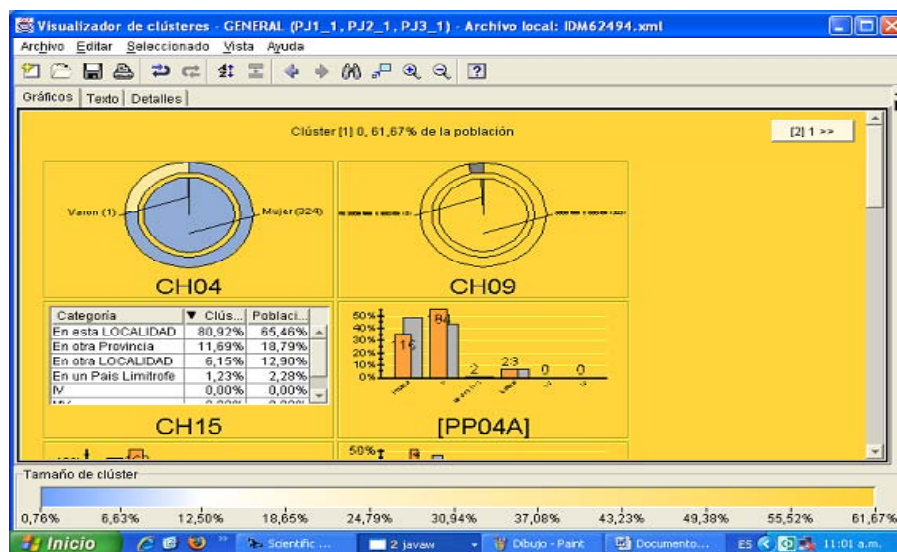 Visualizador de clústeres - GENERAL (PJ1_1, PJ2_1, PJ3_1) - Archivo local: IDM62494.xml
Archivo Editar Seleccionado Vista Ayuda
Gráficos Texto Detalles
Clúster [1] 0, 61,67% de la población
[2] 1 >>
Varon (1)
Mujer (324)
CH04
CH09
Categoría ▼ Clús... Poblaci...
En esta LOCALIDAD 80,92% 65,46%
En otra Provincia 11,69% 18,79%
En otra LOCALIDAD 6,15% 12,90%
En un Pais Limitrofe 1,23% 2,28%
IV 0,00% 0,00%
CH15
50%
40%
30%
20%
10%
0%
2 23 0 0
[PP04A]
50%
Tamaño de clúster
0,76% 6,63% 12,50% 18,65% 24,79% 30,94% 37,08% 43,23% 49,38% 55,52% 61,67%
Inicio
Scientific ...
2 javaw
Dibujo - Paint
Documento...
ES
11:01 a.m.